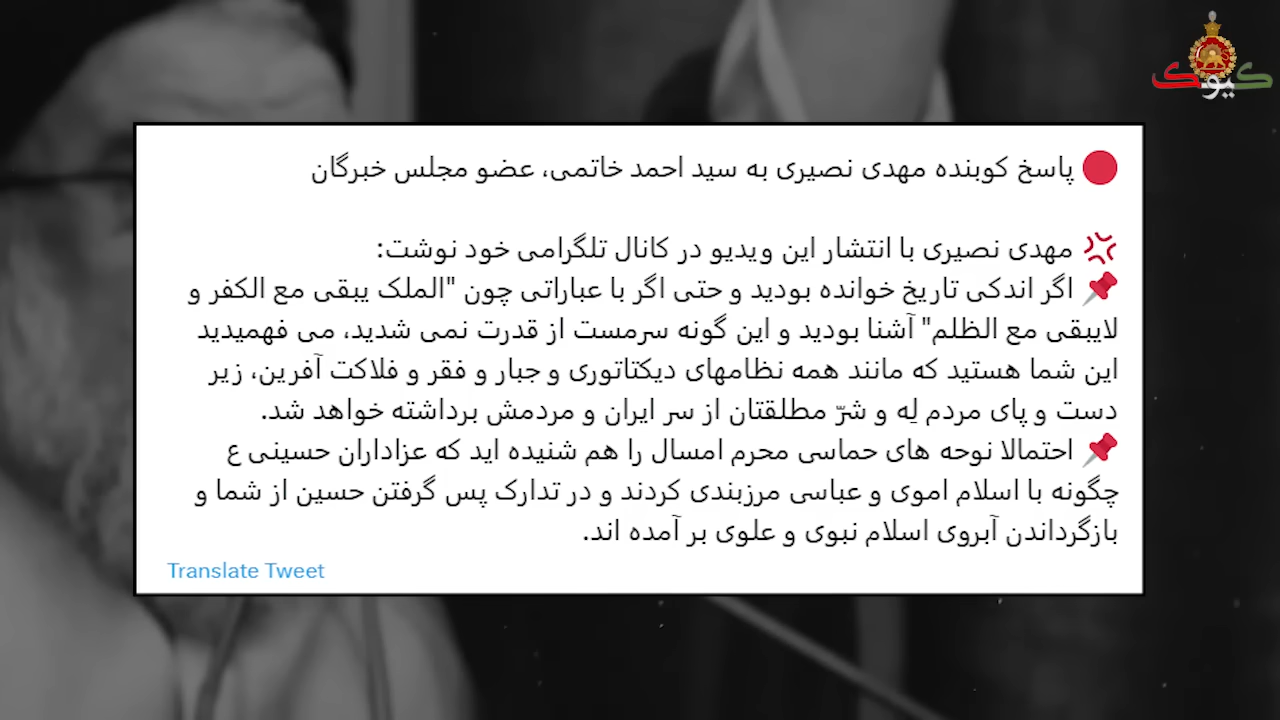 کیوک
پاسخ کوبنده مهدی نصیری به سید احمد خاتمی، عضو مجلس خبرگان
مهدی نصیری با انتشار این ویدیو در کانال تلگرامی خود نوشت:
اگر اندکی تاریخ خوانده بودید و حتی اگر با عباراتی چون "الملک یبقی مع الکفر و
لایبقی مع الظلم" آشنا بودید و این گونه سرمست از قدرت نمی شدید، می فهمیدید
این شما هستید که مانند همه نظامهای دیکتاتوری و جبار و فقر و فلاکت آفرین، زیر
دست و پای مردم لِه و شرّ مطلقتان از سر ایران و مردمش برداشته خواهد شد.
احتمالا نوحه های حماسی محرم امسال را هم شنیده اید که عزاداران حسینی ع
چگونه با اسلام اموی و عباسی مرزبندی کردند و در تدارک پس گرفتن حسین از شما و
بازگرداندن آبروی اسلام نبوی و علوی بر آمده اند.
Translate Tweet